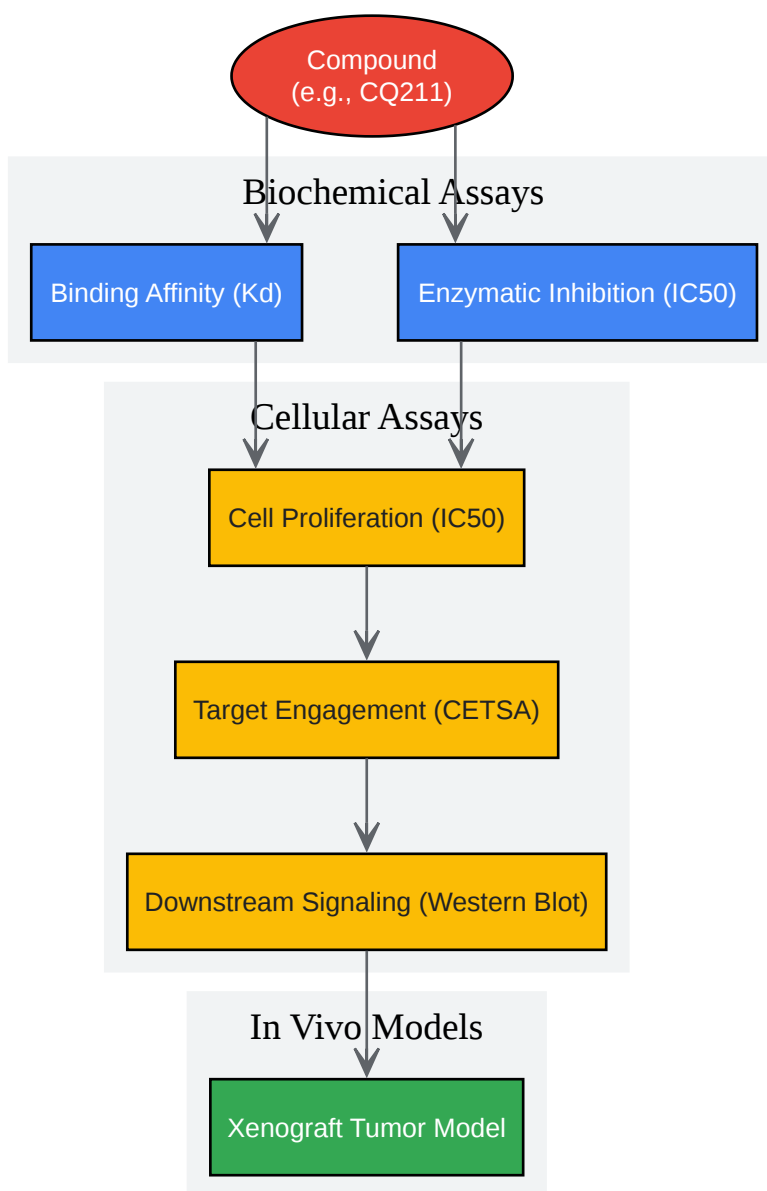 Compound
(e.g., CQ211)
Biochemical Assays
Binding Affinity (Kd)
Enzymatic Inhibition (IC50)
Cellular Assays
Cell Proliferation (IC50)
Target Engagement (CETSA)
Downstream Signaling (Western Blot)
In Vivo Models
Xenograft Tumor Model